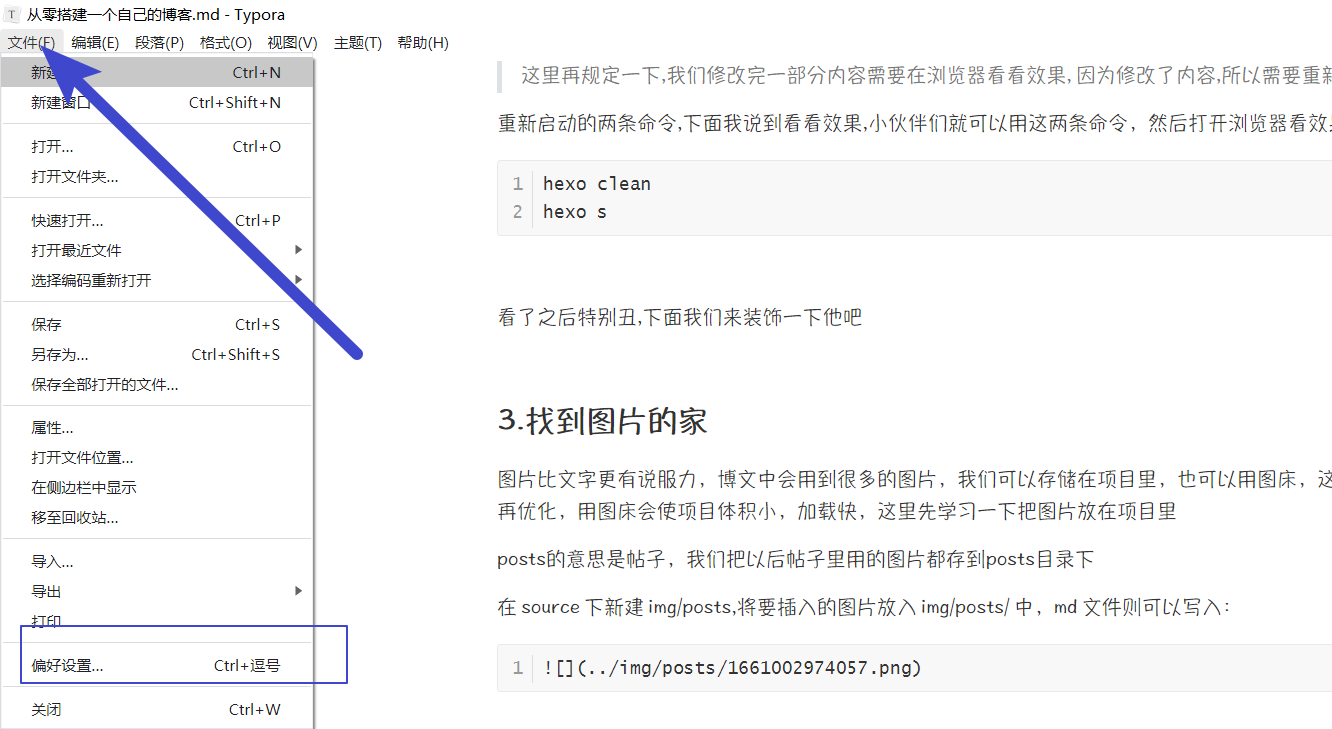 T 从零搭建一个自己的博客.md - Typora
文件(F) 编辑(E) 段落(P) 格式(O) 视图(V) 主题(T) 帮助(H)
新建 Ctrl+N
新建窗口 Ctrl+Shift+N
打开... Ctrl+O
打开文件夹...
快速打开... Ctrl+P
打开最近文件
选择编码重新打开
保存 Ctrl+S
另存为... Ctrl+Shift+S
保存全部打开的文件...
属性...
打开文件位置...
在侧边栏中显示
移至回收站...
导入...
导出
打印
偏好设置... Ctrl+逗号
关闭 Ctrl+W
这里再规定一下,我们修改完一部分内容需要在浏览器看看效果,因为修改了内容,所以需要重新
重新启动的两条命令,下面我说到看看效果,小伙伴们就可以用这两条命令，然后打开浏览器看效果
1 hexo clean
2 hexo s
看了之后特别丑,下面我们来装饰一下他吧
3.找到图片的家
图片比文字更有说服力，博文中会用到很多的图片，我们可以存储在项目里，也可以用图床，这
再优化，用图床会使项目体积小，加载快，这里先学习一下把图片放在项目里
posts的意思是帖子，我们把以后帖子里用的图片都存到posts目录下
在 source 下新建 img/posts,将要插入的图片放入 img/posts/ 中，md 文件则可以写入：
1 ![](../img/posts/1661002974057.png)